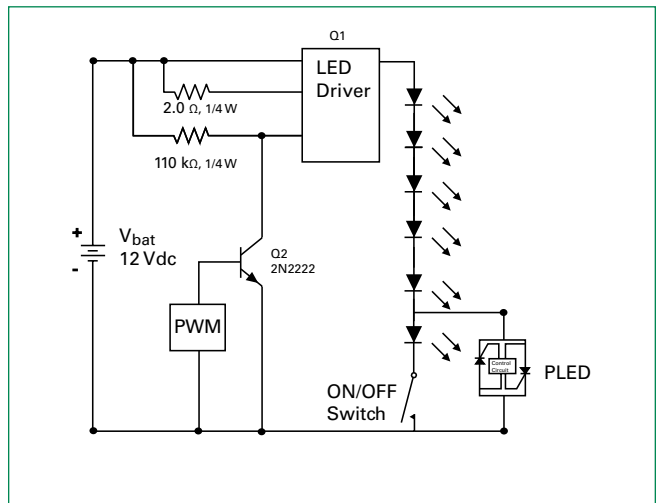 Q1
LED
Driver
2.0 Ω, 1/4 W
110 kΩ, 1/4 W
+
Vbat
12 Vdc
-
Q2
2N2222
PWM
Control
Circuit
PLED
ON/OFF
Switch